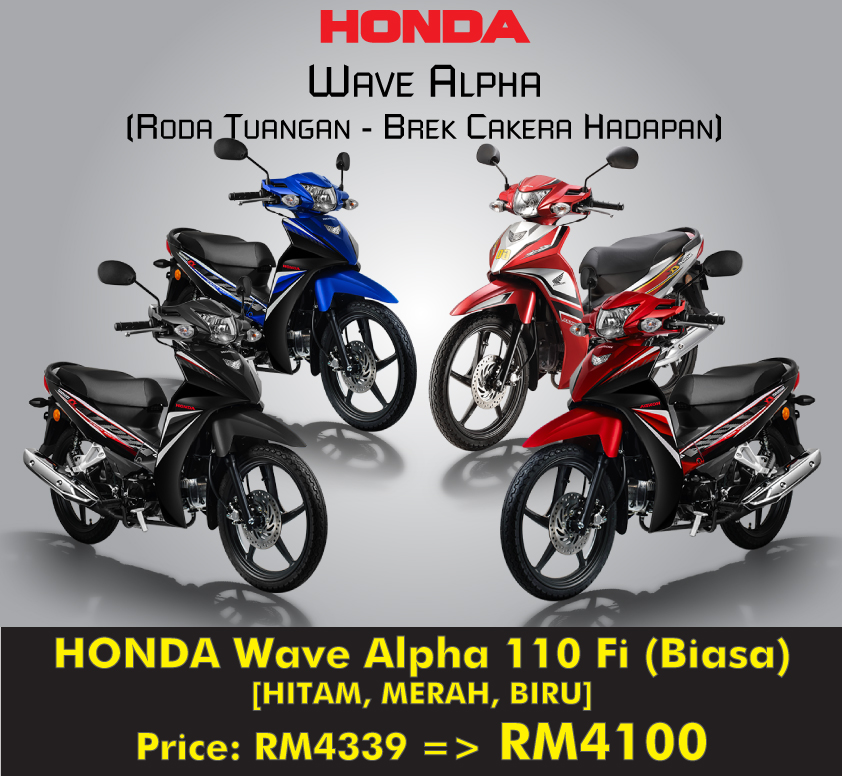 HONDA
Wave Alpha
(Roda Tuangan - Brek Cakera Hadapan)
HONDA Wave Alpha 110 Fi (Biasa)
[HITAM, MERAH, BIRU]
Price: RM4339 => RM4100